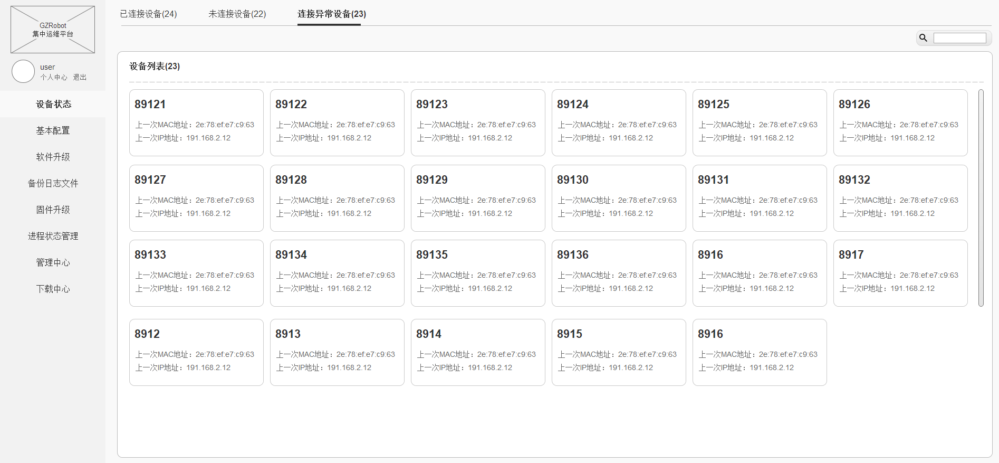 GZRobot
集中运维平台
user
个人中心 退出
设备状态
基本配置
软件升级
备份日志文件
固件升级
进程状态管理
管理中心
下载中心
已连接设备(24) 未连接设备(22) 连接异常设备(23)
设备列表(23)
89121 89122 89123 89124 89125 89126
上一次MAC地址：2e:78:ef:e7:c9:63 上一次MAC地址：2e:78:ef:e7:c9:63 上一次MAC地址：2e:78:ef:e7:c9:63 上一次MAC地址：2e:78:ef:e7:c9:63 上一次MAC地址：2e:78:ef:e7:c9:63 上一次MAC地址：2e:78:ef:e7:c9:63
上一次IP地址：191.168.2.12 上一次IP地址：191.168.2.12 上一次IP地址：191.168.2.12 上一次IP地址：191.168.2.12 上一次IP地址：191.168.2.12 上一次IP地址：191.168.2.12
89127 89128 89129 89130 89131 89132
上一次MAC地址：2e:78:ef:e7:c9:63 上一次MAC地址：2e:78:ef:e7:c9:63 上一次MAC地址：2e:78:ef:e7:c9:63 上一次MAC地址：2e:78:ef:e7:c9:63 上一次MAC地址：2e:78:ef:e7:c9:63 上一次MAC地址：2e:78:ef:e7:c9:63
上一次IP地址：191.168.2.12 上一次IP地址：191.168.2.12 上一次IP地址：191.168.2.12 上一次IP地址：191.168.2.12 上一次IP地址：191.168.2.12 上一次IP地址：191.168.2.12
89133 89134 89135 89136 8916 8917
上一次MAC地址：2e:78:ef:e7:c9:63 上一次MAC地址：2e:78:ef:e7:c9:63 上一次MAC地址：2e:78:ef:e7:c9:63 上一次MAC地址：2e:78:ef:e7:c9:63 上一次MAC地址：2e:78:ef:e7:c9:63 上一次MAC地址：2e:78:ef:e7:c9:63
上一次IP地址：191.168.2.12 上一次IP地址：191.168.2.12 上一次IP地址：191.168.2.12 上一次IP地址：191.168.2.12 上一次IP地址：191.168.2.12 上一次IP地址：191.168.2.12
8912 8913 8914 8915 8916
上一次MAC地址：2e:78:ef:e7:c9:63 上一次MAC地址：2e:78:ef:e7:c9:63 上一次MAC地址：2e:78:ef:e7:c9:63 上一次MAC地址：2e:78:ef:e7:c9:63 上一次MAC地址：2e:78:ef:e7:c9:63
上一次IP地址：191.168.2.12 上一次IP地址：191.168.2.12 上一次IP地址：191.168.2.12 上一次IP地址：191.168.2.12 上一次IP地址：191.168.2.12